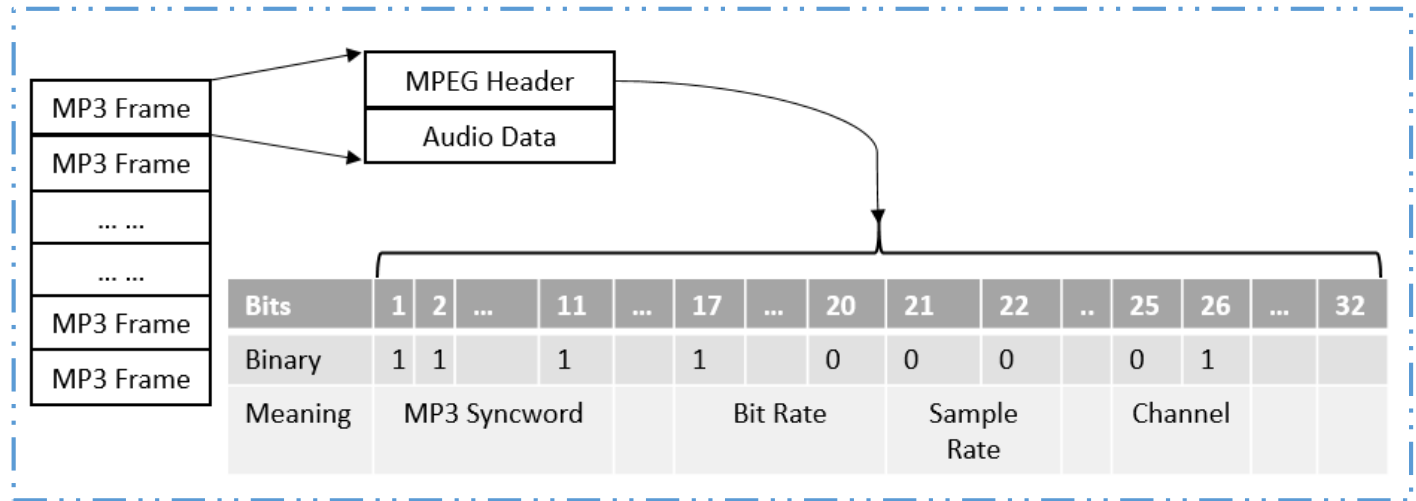 MP3 Frame
MP3 Frame
... ...
... ...
MP3 Frame
MP3 Frame
MPEG Header
Audio Data
Bits 1 2 ... 11 ... 17 ... 20 21 22 .. 25 26 ... 32
Binary 1 1 1 1 0 0 0 0 1
Meaning MP3 Syncword Bit Rate Sample Channel
Rate